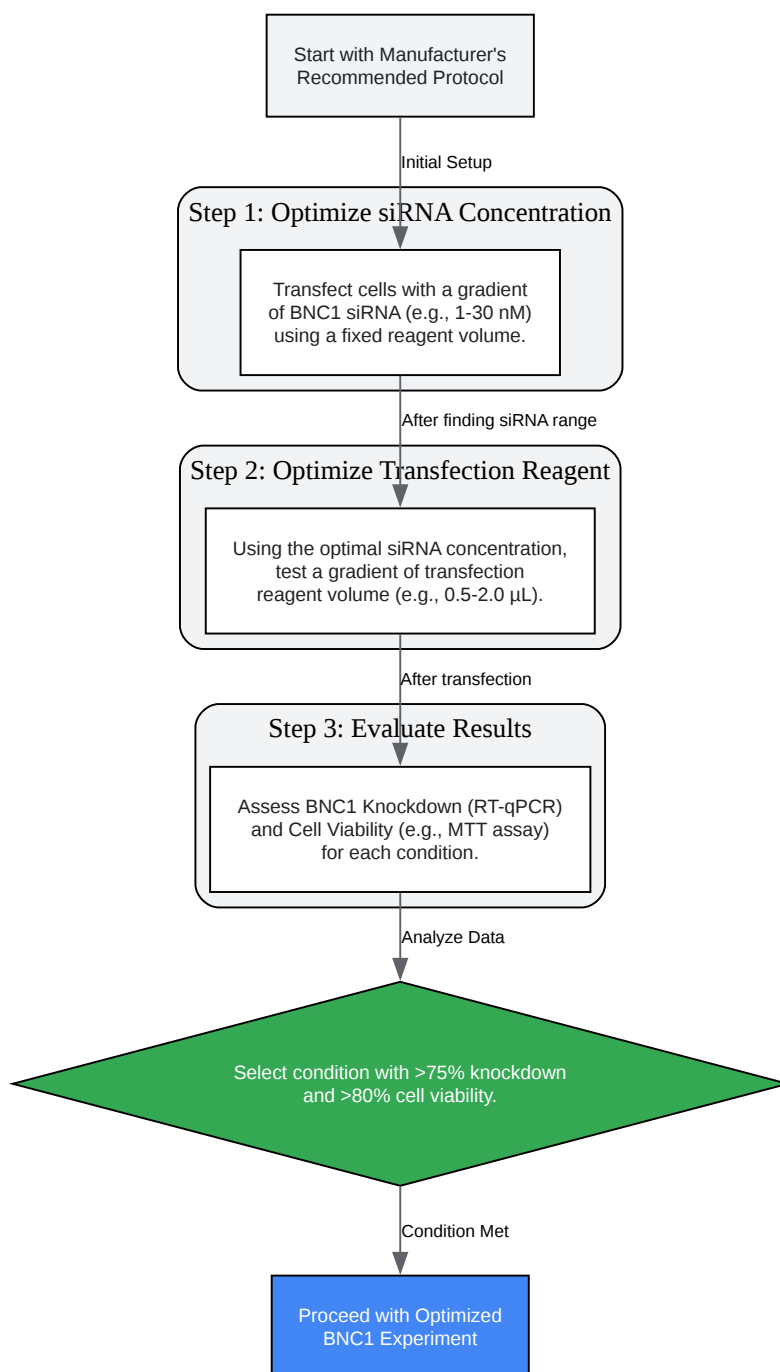 Start with Manufacturer's
Recommended Protocol
Initial Setup
Step 1: Optimize siRNA Concentration
Transfect cells with a gradient
of BNC1 siRNA (e.g., 1-30 nM)
using a fixed reagent volume.
After finding siRNA range
Step 2: Optimize Transfection Reagent
Using the optimal siRNA concentration,
test a gradient of transfection
reagent volume (e.g., 0.5-2.0 µL).
After transfection
Step 3: Evaluate Results
Assess BNC1 Knockdown (RT-qPCR)
and Cell Viability (e.g., MTT assay)
for each condition.
Analyze Data
Select condition with >75% knockdown
and >80% cell viability.
Condition Met
Proceed with Optimized
BNC1 Experiment